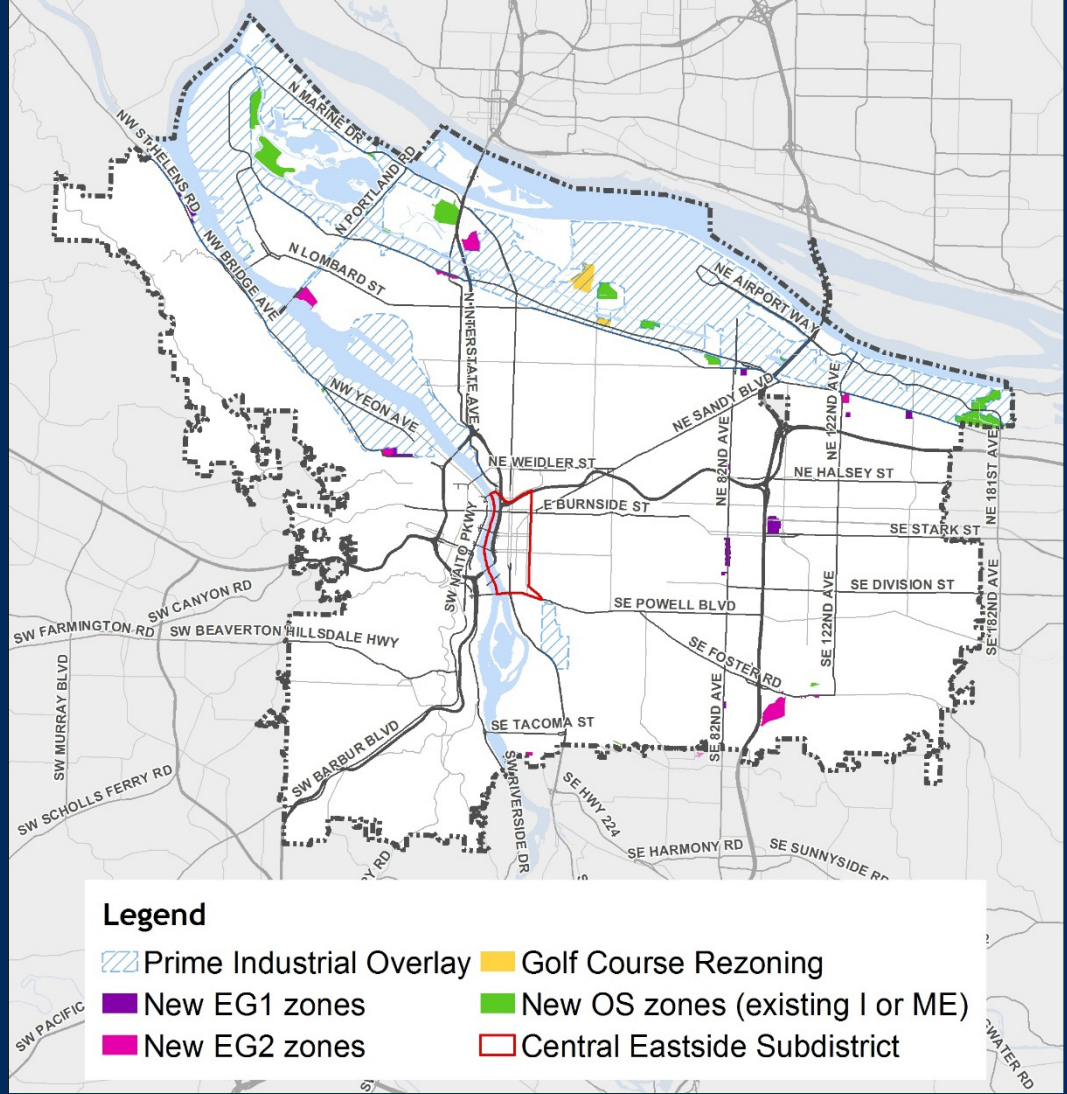 N MARINE DR
NW ST HELENS RD
N PORTLAND RD
N LOMBARD ST
NW BRIDGE AVE
NE AIRPORT WAY
N INTERSTATE AVE
NW YEON AVE
NE SANDY BLVD
NE 122ND AVE
NE 82ND AVE
NE WEIDLER ST
NE HALSEY ST
NE 181ST AVE
E BURNSIDE ST
SE STARK ST
SW NAITO PKWY
SW CANYON RD
SE DIVISION ST
SE POWELL BLVD
SE 122ND AVE
SE 182ND AVE
SW FARMINGTON RD
SW BEAVERTON HILLSDALE HWY
SE FOSTER RD
SW MURRAY BLVD
SE 82ND AVE
SE TACOMA ST
SW BARBUR BLVD
SW SCHOLLS FERRY RD
SW RIVERSIDE DR
SE HWY 224
SE HARMONY RD
SE SUNNYSIDE RD
RY RD
Legend
Prime Industrial Overlay
Golf Course Rezoning
New EG1 zones
New OS zones (existing I or ME)
New EG2 zones
Central Eastside Subdistrict
SW PACIFIC
GWATER RD